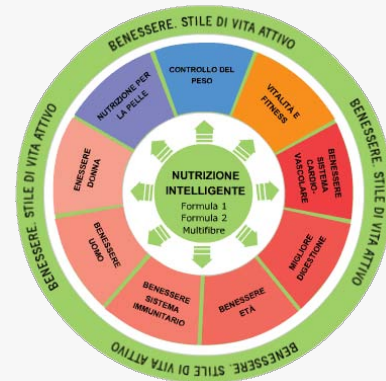 BENESSERE. STILE DI VITA ATTIVO
BENESSERE. STILE DI VITA ATTIVO
BENESSERE. STILE DI VITA ATTIVO
BENESSERE. STILE DI VITA ATTIVO
CONTROLLO DEL
PESO
VITALITÀ E
FITNESS
BENESSERE
SISTEMA
CARDIO-
VASCOLARE
MIGLIORE
DIGESTIONE
BENESSERE
ETÀ
BENESSERE
SISTEMA
IMMUNITARIO
BENESSERE
UOMO
ENESSERE
DONNA
NUTRIZIONE PER
LA PELLE
NUTRIZIONE
INTELLIGENTE
Formula 1
Formula 2
Multifibre